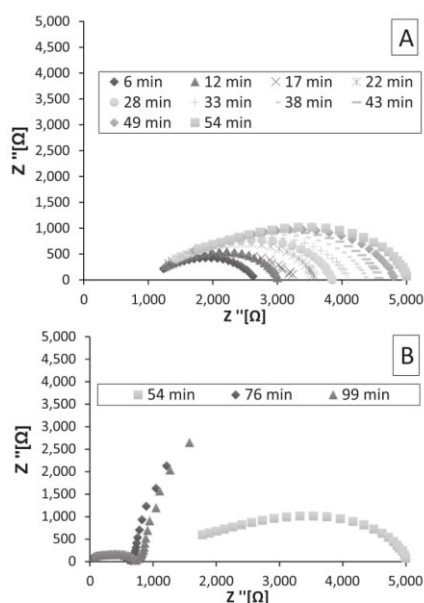 A
5,000
4,500
4,000
3,500
3,000
2,500
2,000
1,500
1,000
500
0
Z "[Ω]
6 min 12 min 17 min 22 min
28 min 33 min 38 min 43 min
49 min 54 min
0 1,000 2,000 3,000 4,000 5,000
Z "[Ω]
B
5,000
4,500
4,000
3,500
3,000
2,500
2,000
1,500
1,000
500
0
Z "[Ω]
54 min 76 min 99 min
0 1,000 2,000 3,000 4,000 5,000
Z "[Ω]